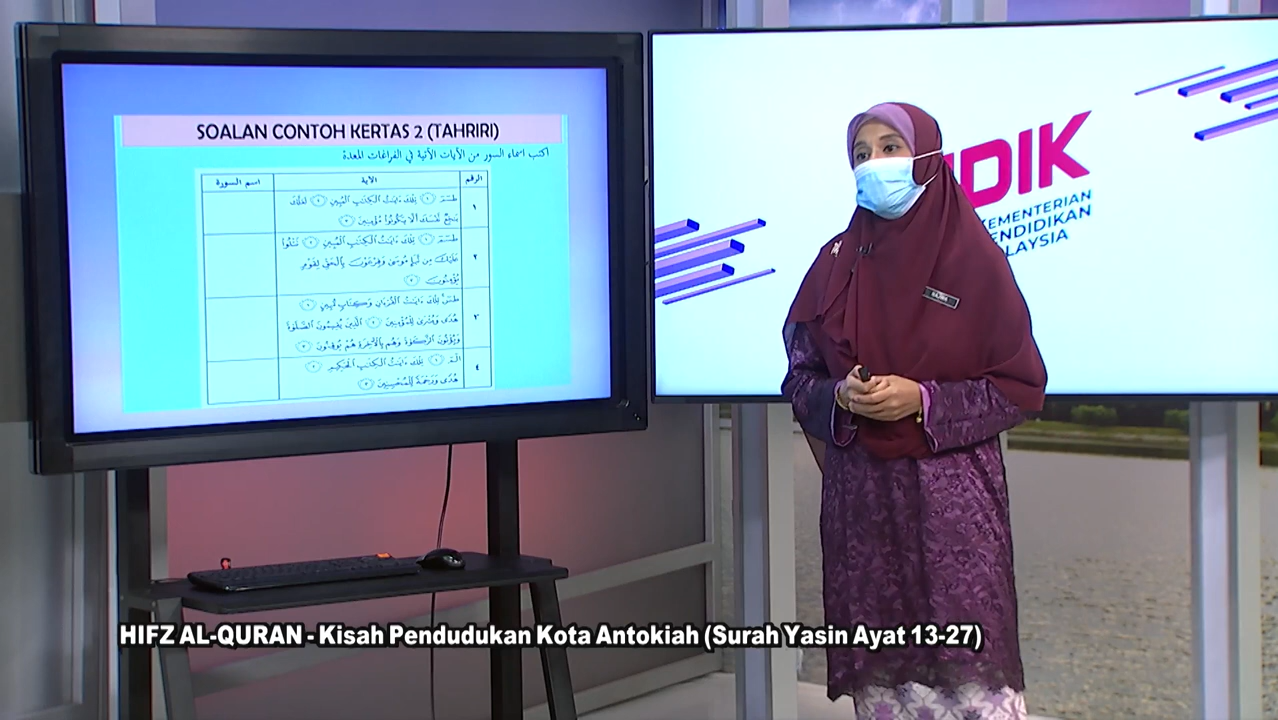 SOALAN CONTOH KERTAS 2 (TAHRIRI)
اكتب اسماء السور من الآيات الآتية في الفراغات المعدة
الرقم الآية اسم السورة
١
طسٓمٓ ١ تِلْكَ ءَايَٰتُ ٱلْكِتَٰبِ ٱلْمُبِينِ ٢ لَعَلَّكَ
بَٰخِعٌ نَّفْسَكَ أَلَّا يَكُونُوا۟ مُؤْمِنِينَ ٣
٢
طسٓمٓ ١ تِلْكَ ءَايَٰتُ ٱلْكِتَٰبِ ٱلْمُبِينِ ٢ نَتْلُوا۟
عَلَيْكَ مِن نَّبَإِ مُوسَىٰ وَفِرْعَوْنَ بِٱلْحَقِّ لِقَوْمٍ
يُؤْمِنُونَ ٣
٣
طسٓ تِلْكَ ءَايَٰتُ ٱلْقُرْءَانِ وَكِتَابٍ مُّبِينٍ ١
هُدًى وَبُشْرَىٰ لِلْمُؤْمِنِينَ ٢ ٱلَّذِينَ يُقِيمُونَ ٱلصَّلَوٰةَ
وَيُؤْتُونَ ٱلزَّكَوٰةَ وَهُم بِٱلْءَاخِرَةِ هُمْ يُوقِنُونَ ٣
٤
الٓمٓ ١ تِلْكَ ءَايَٰتُ ٱلْكِتَٰبِ ٱلْحَكِيمِ ٢
هُدًى وَرَحْمَةً لِّلْمُحْسِنِينَ ٣
DIK
KEMENTERIAN
ENDIDIKAN
ALAYSIA
HIFZ AL-QURAN - Kisah Pendudukan Kota Antokiah (Surah Yasin Ayat 13-27)